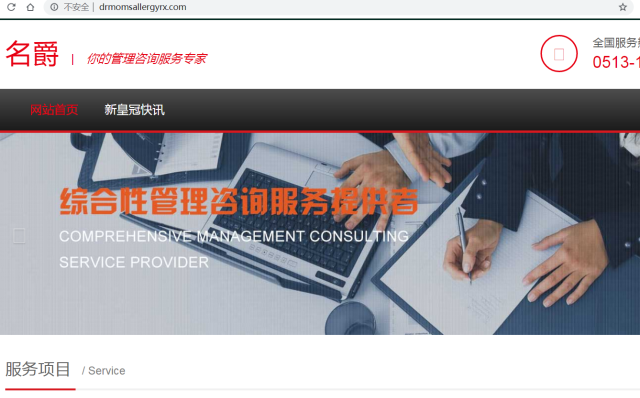 不安全 | drmomsallergyrx.com
名爵 | 你的管理咨询服务专家
全国服务热
0513-1
网站首页 新皇冠快讯
综合性管理咨询服务提供者
COMPREHENSIVE MANAGEMENT CONSULTING
SERVICE PROVIDER
服务项目 / Service